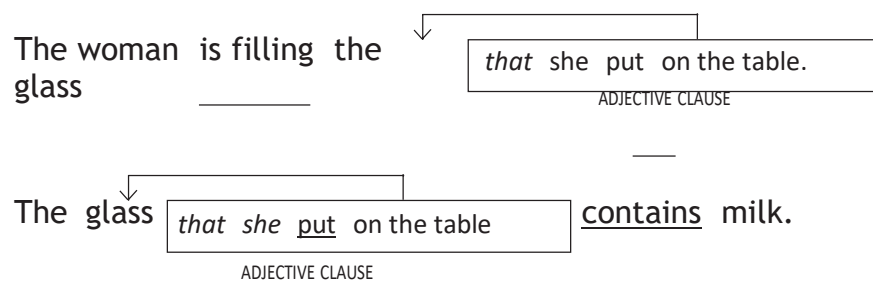 The woman is filling the
glass
that she put on the table.
ADJECTIVE CLAUSE
The glass that she put on the table contains milk.
ADJECTIVE CLAUSE